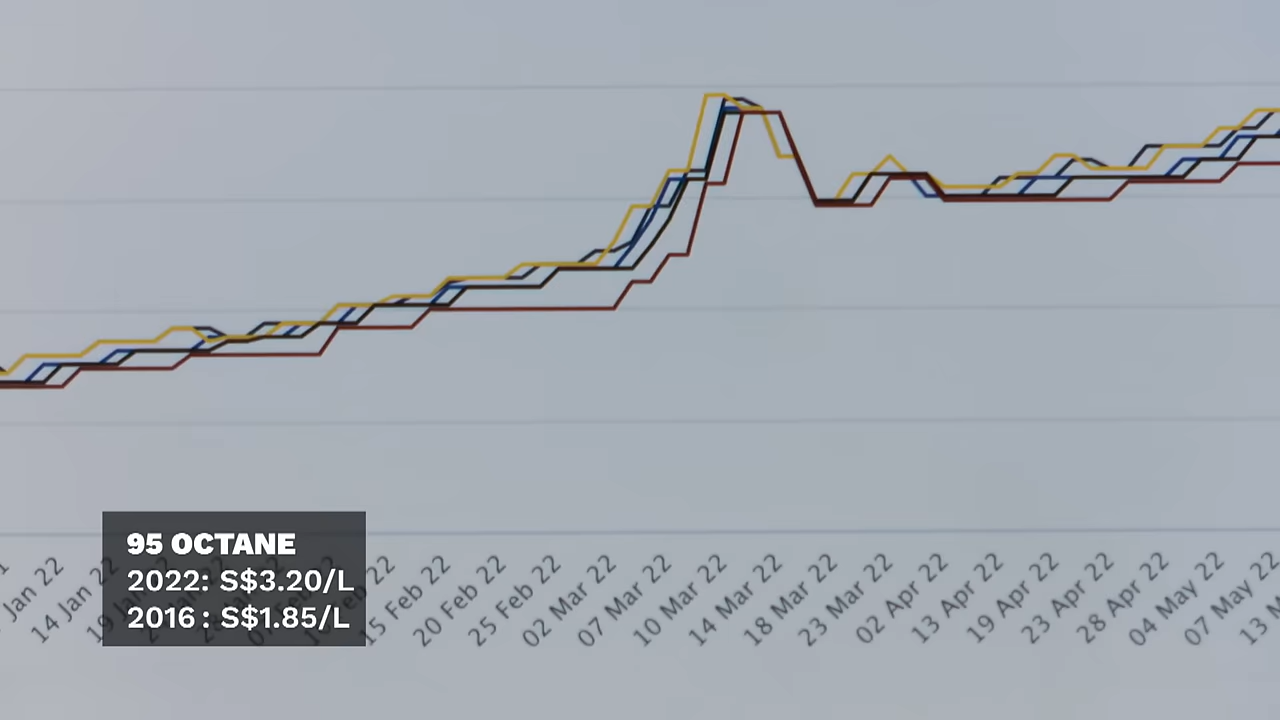 95 OCTANE
2022: S$3.20/L
2016 : S$1.85/L
Jan 22
14 Jan 22
15 Feb 22
20 Feb 22
25 Feb 22
02 Mar 22
07 Mar 22
10 Mar 22
14 Mar 22
18 Mar 22
23 Mar 22
02 Apr 22
13 Apr 22
19 Apr 22
23 Apr 22
28 Apr 22
04 May 22
07 May 22
13